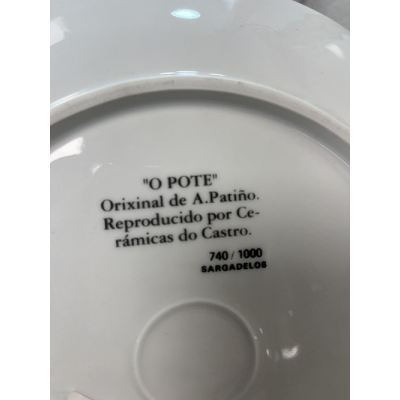 "O POTE"
Orixinal de A.Patiño.
Reproducido por Ce-
rámicas do Castro.
740/1000
SARGADELOS